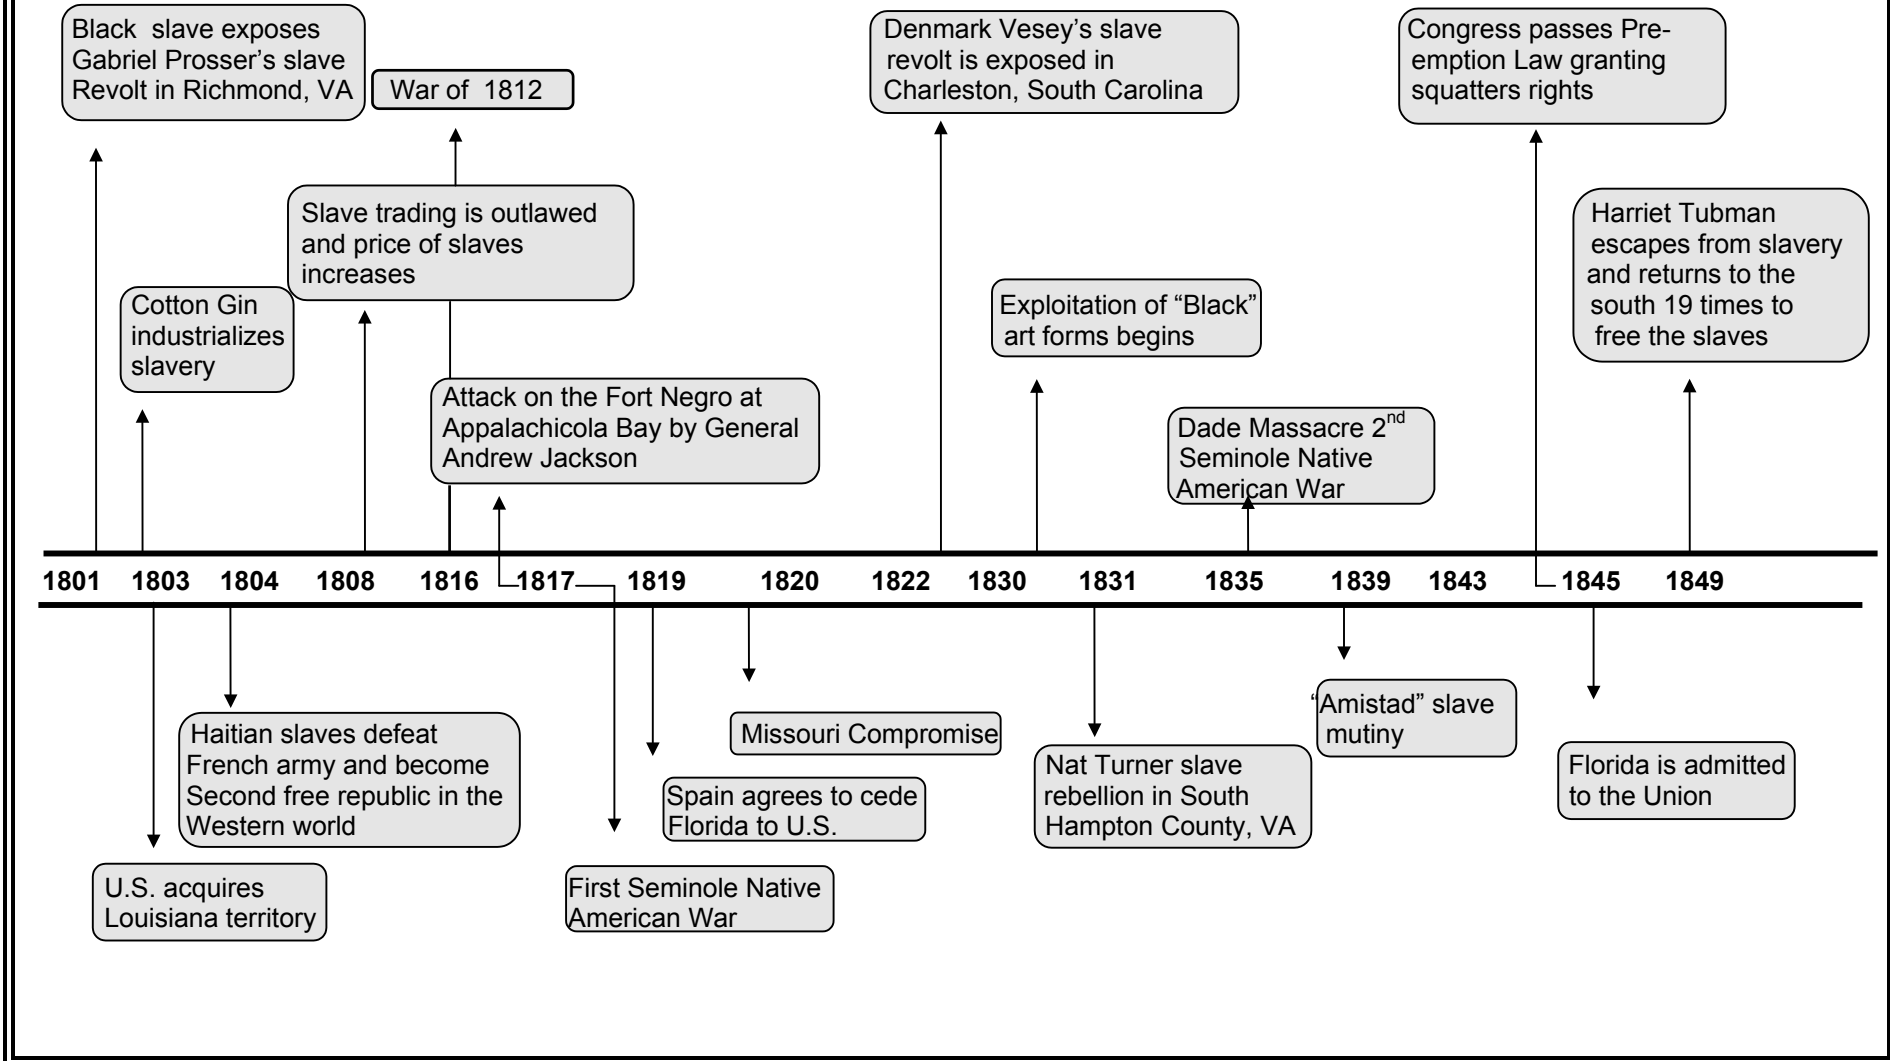 Black slave exposes
Gabriel Prosser’s slave
Revolt in Richmond, VA
War of 1812
Denmark Vesey’s slave
revolt is exposed in
Charleston, South Carolina
Congress passes Pre-
emption Law granting
squatters rights
Slave trading is outlawed
and price of slaves
increases
Harriet Tubman
escapes from slavery
and returns to the
south 19 times to
free the slaves
Cotton Gin
industrializes
slavery
Exploitation of “Black”
art forms begins
Attack on the Fort Negro at
Appalachicola Bay by General
Andrew Jackson
Dade Massacre 2nd
Seminole Native
American War
1801 1803 1804 1808 1816 1817 1819 1820 1822 1830 1831 1835 1839 1843 1845 1849
Haitian slaves defeat
French army and become
Second free republic in the
Western world
Missouri Compromise
“Amistad” slave
mutiny
Spain agrees to cede
Florida to U.S.
Nat Turner slave
rebellion in South
Hampton County, VA
Florida is admitted
to the Union
U.S. acquires
Louisiana territory
First Seminole Native
American War